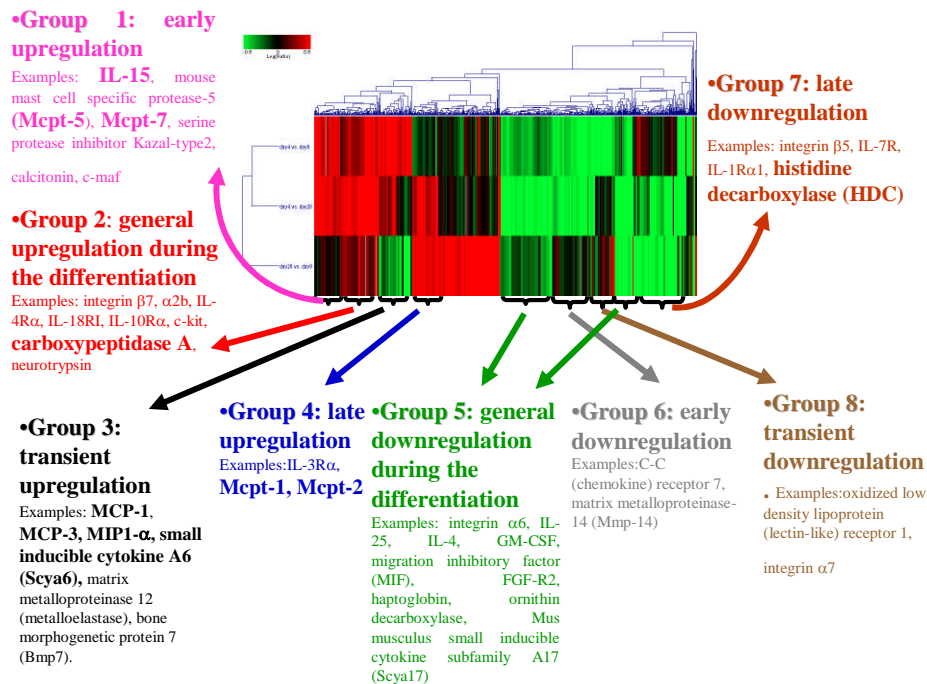 •Group 1: early
upregulation
Examples: IL-15, mouse
mast cell specific protease-5
(Mcpt-5), Mcpt-7, serine
protease inhibitor Kazal-type2,
calcitonin, c-maf
•Group 2: general
upregulation during
the differentiation
Examples: integrin β7, α2b, IL-
4Rα, IL-18RI, IL-10Rα, c-kit,
carboxypeptidase A,
neurotrypsin
•Group 3:
transient
upregulation
Examples: MCP-1,
MCP-3, MIP1-α, small
inducible cytokine A6
(Scya6), matrix
metalloproteinase 12
(metalloelastase), bone
morphogenetic protein 7
(Bmp7).
•Group 4: late
upregulation
Examples:IL-3Rα,
Mcpt-1, Mcpt-2
•Group 5: general
downregulation
during the
differentiation
Examples: integrin α6, IL-
25, IL-4, GM-CSF,
migration inhibitory factor
(MIF), FGF-R2,
haptoglobin, ornithin
decarboxylase, Mus
musculus small inducible
cytokine subfamily A17
(Scya17)
•Group 6: early
downregulation
Examples:C-C
(chemokine) receptor 7,
matrix metalloproteinase-
14 (Mmp-14)
•Group 7: late
downregulation
Examples: integrin β5, IL-7R,
IL-1Rα1, histidine
decarboxylase (HDC)
•Group 8:
transient
downregulation
• Examples:oxidized low
density lipoprotein
(lectin-like) receptor 1,
integrin α7